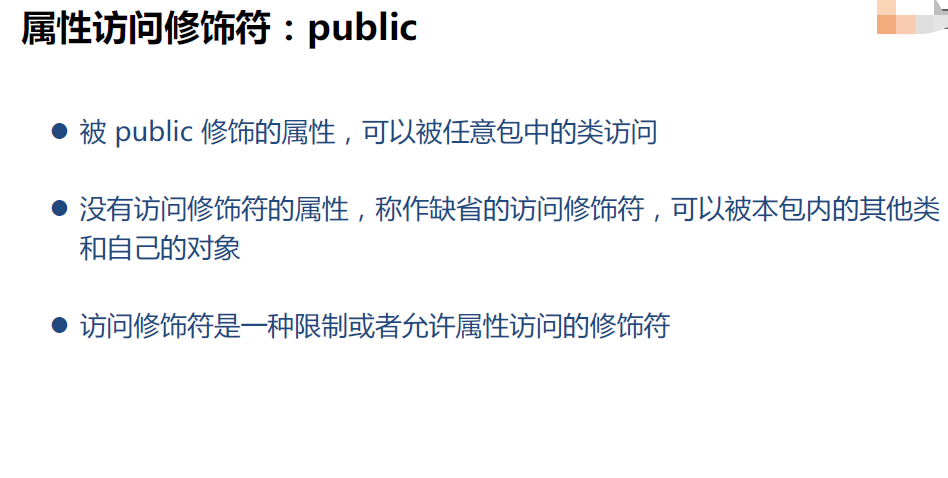 属性访问修饰符：public
被 public 修饰的属性，可以被任意包中的类访问
没有访问修饰符的属性，称作缺省的访问修饰符，可以被本包内的其他类
和自己的对象
访问修饰符是一种限制或者允许属性访问的修饰符